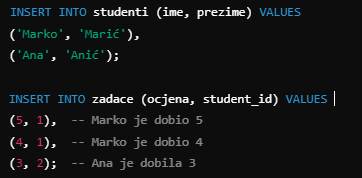 INSERT INTO studenti (ime, prezime) VALUES
('Marko', 'Marić'),
('Ana', 'Anić');
INSERT INTO zadace (ocjena, student_id) VALUES
(5, 1),  -- Marko je dobio 5
(4, 1),  -- Marko je dobio 4
(3, 2);  -- Ana je dobila 3